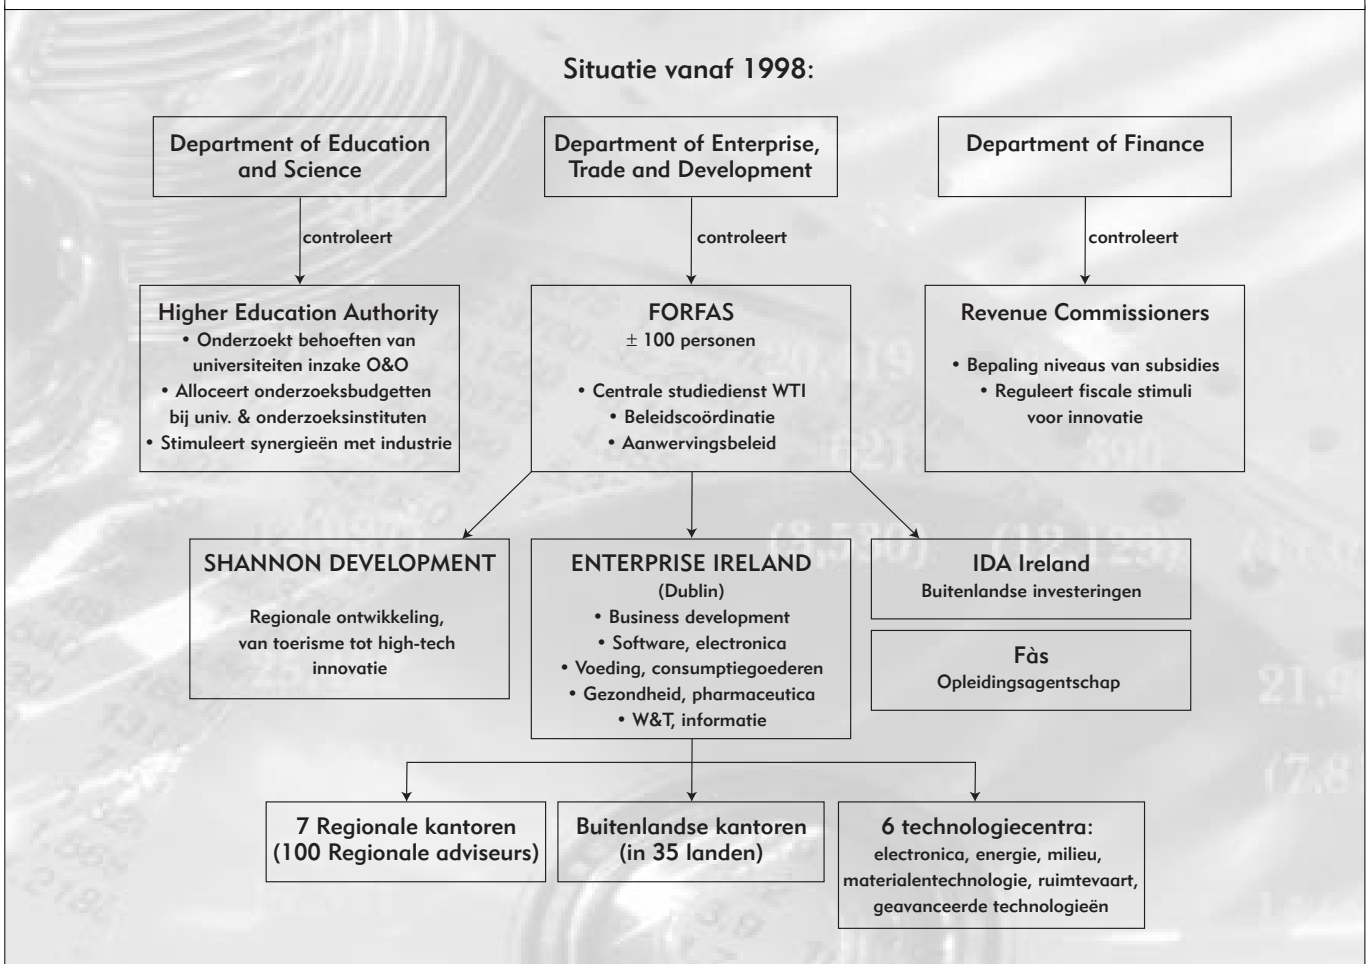 Situatie vanaf 1998:
Department of Education
and Science
Department of Enterprise,
Trade and Development
Department of Finance
controleert
controleert
controleert
Higher Education Authority
• Onderzoekt behoeften van
universiteiten inzake O&O
• Alloceert onderzoeksbudgetten
bij univ. & onderzoeksinstituten
• Stimuleert synergieën met industrie
FORFAS
± 100 personen
• Centrale studiedienst WTI
• Beleidscoördinatie
• Aanwervingsbeleid
Revenue Commissioners
• Bepaling niveaus van subsidies
• Reguleert fiscale stimuli
voor innovatie
SHANNON DEVELOPMENT
Regionale ontwikkeling,
van toerisme tot high-tech
innovatie
ENTERPRISE IRELAND
(Dublin)
• Business development
• Software, electronica
• Voeding, consumptiegoederen
• Gezondheid, pharmaceutica
• W&T, informatie
IDA Ireland
Buitenlandse investeringen
Fàs
Opleidingsagentschap
7 Regionale kantoren
(100 Regionale adviseurs)
Buitenlandse kantoren
(in 35 landen)
6 technologiecentra:
electronica, energie, milieu,
materialentechnologie, ruimtevaart,
geavanceerde technologieën